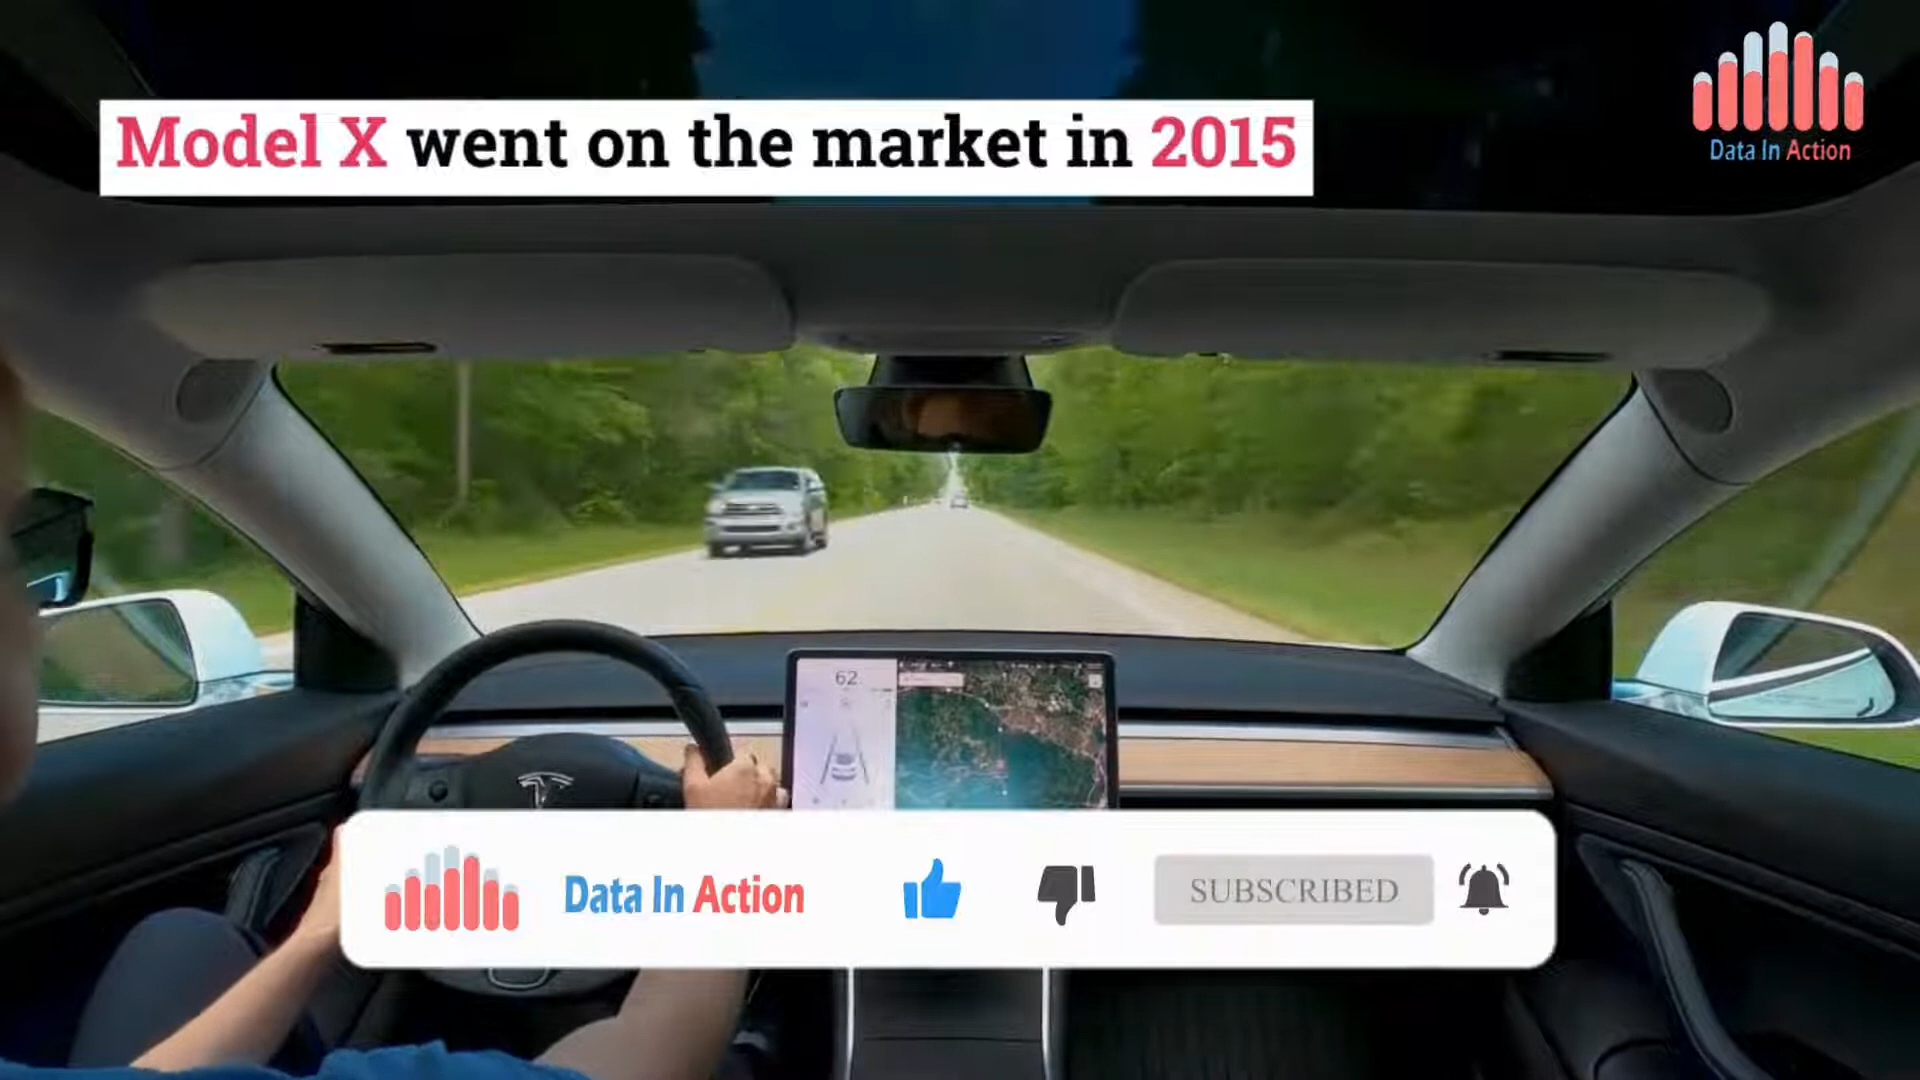 Model X went on the market in 2015
Data In Action
62
Data In Action
SUBSCRIBED